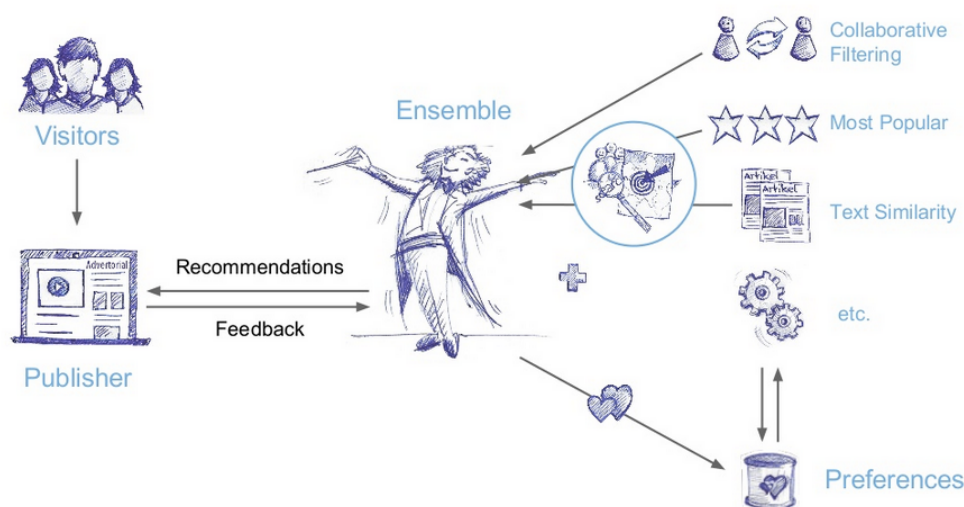 Collaborative
Filtering
Ensemble
Most Popular
Visitors
Artikel
Artikel
Text Similarity
Advertorial
Recommendations
Feedback
etc.
Publisher
Preferences